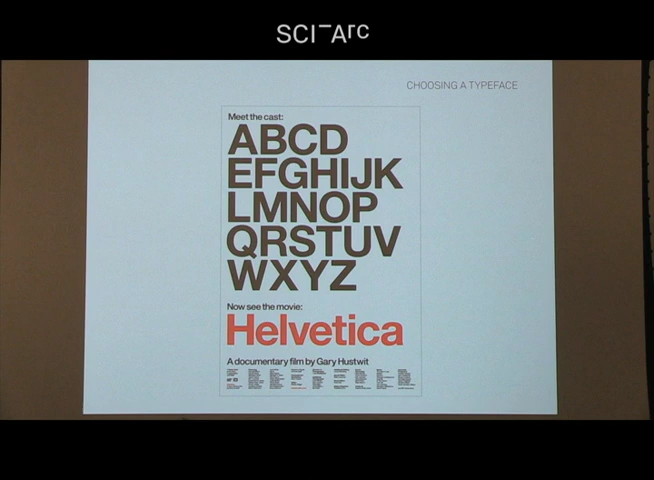 SCI-Arc
CHOOSING A TYPEFACE
Meet the cast:
ABCD
EFGHIJK
LMNOP
QRSTUV
WXYZ
Now see the movie:
Helvetica
A documentary film by Gary Hustwit